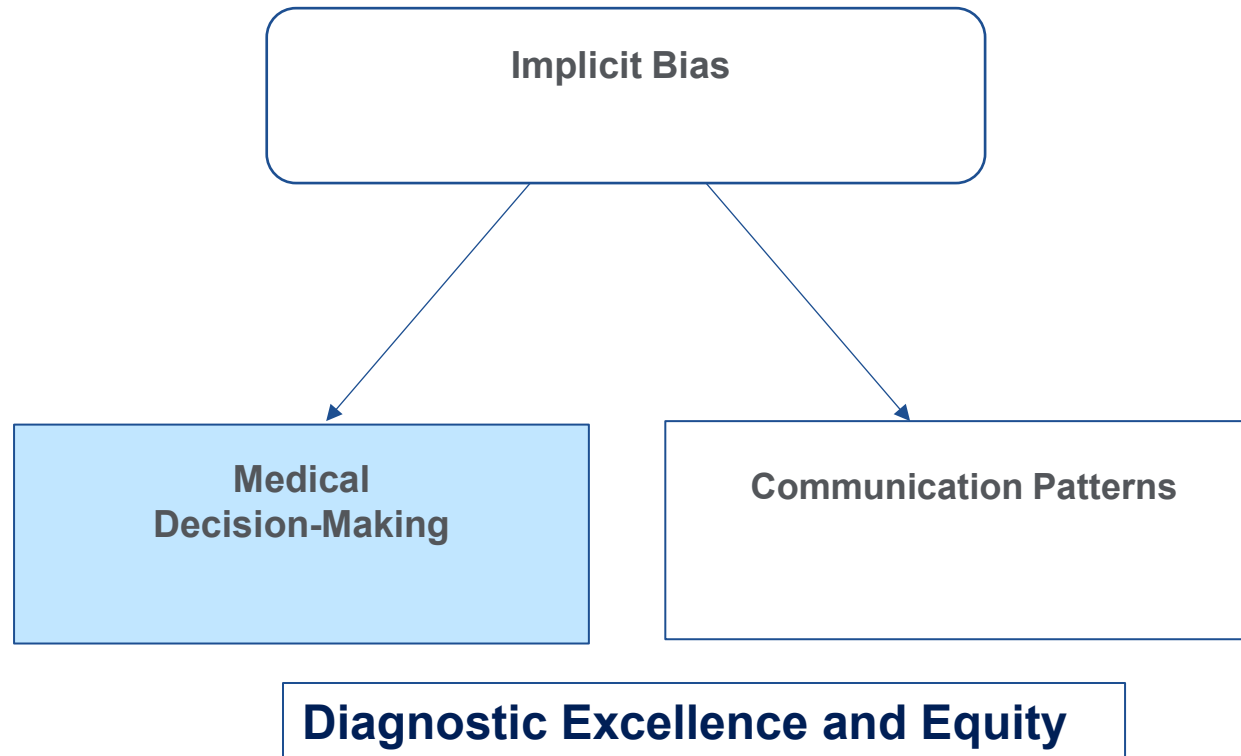 Implicit Bias
Medical
Decision-Making
Communication Patterns
Diagnostic Excellence and Equity